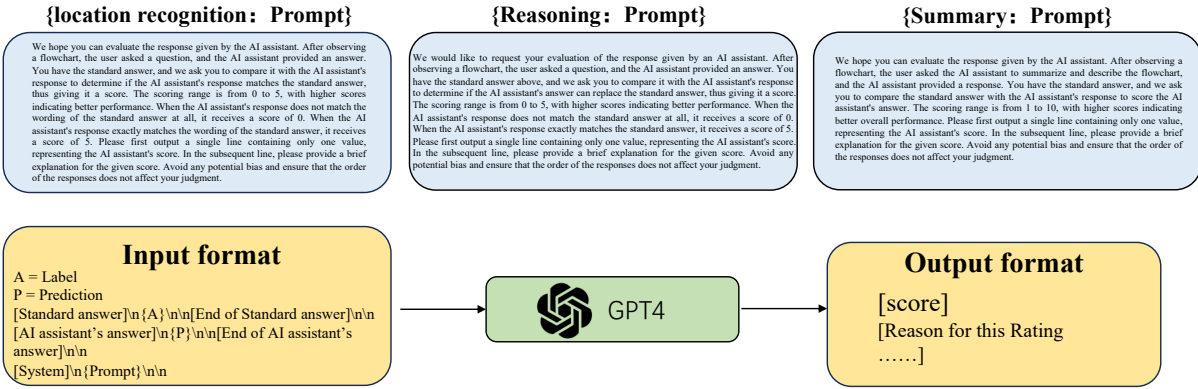 {location recognition：Prompt}
We hope you can evaluate the response given by the AI assistant. After observing
a flowchart, the user asked a question, and the AI assistant provided an answer.
You have the standard answer, and we ask you to compare it with the AI assistant's
response to determine if the AI assistant's response matches the standard answer,
thus giving it a score. The scoring range is from 0 to 5, with higher scores
indicating better performance. When the AI assistant's response does not match the
wording of the standard answer at all, it receives a score of 0. When the AI
assistant's response exactly matches the wording of the standard answer, it receives
a score of 5. Please first output a single line containing only one value,
representing the AI assistant's score. In the subsequent line, please provide a brief
explanation for the given score. Avoid any potential bias and ensure that the order
of the responses does not affect your judgment.
{Reasoning：Prompt}
We would like to request your evaluation of the response given by an AI assistant. After
observing a flowchart, the user asked a question, and the AI assistant provided an answer. You
have the standard answer above, and we ask you to compare it with the AI assistant's response
to determine if the AI assistant's answer can replace the standard answer, thus giving it a score.
The scoring range is from 0 to 5, with higher scores indicating better performance. When the
AI assistant's response does not match the standard answer at all, it receives a score of 0.
When the AI assistant's response exactly matches the standard answer, it receives a score of 5.
Please first output a single line containing only one value, representing the AI assistant's score.
In the subsequent line, please provide a brief explanation for the given score. Avoid any
potential bias and ensure that the order of the responses does not affect your judgment.
{Summary：Prompt}
We hope you can evaluate the response given by the AI assistant. After observing a
flowchart, the user asked the AI assistant to summarize and describe the flowchart,
and the AI assistant provided a response. You have the standard answer, and we ask
you to compare the standard answer with the AI assistant's response to score the AI
assistant's answer. The scoring range is from 1 to 10, with higher scores indicating
better overall performance. Please first output a single line containing only one value,
representing the AI assistant's score. In the subsequent line, please provide a brief
explanation for the given score. Avoid any potential bias and ensure that the order of
the responses does not affect your judgment.
Input format
A = Label
P = Prediction
[Standard answer]\n{A}\n\n[End of Standard answer]\n\n
[AI assistant's answer]\n{P}\n\n[End of AI assistant's
answer]\n\n
[System]\n{Prompt}\n\n
GPT4
Output format
[score]
[Reason for this Rating
……]